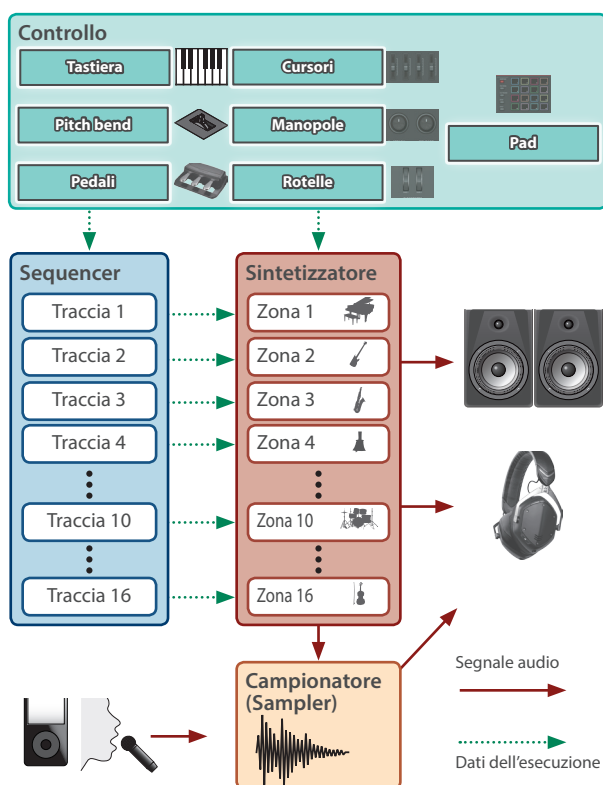 Controllo
Tastiera
Cursori
Pitch bend
Manopole
Pad
Pedali
Rotelle
Sequencer
Sintetizzatore
Traccia 1
Zona 1
Traccia 2
Zona 2
Traccia 3
Zona 3
Traccia 4
Zona 4
Traccia 10
Zona 10
Traccia 16
Zona 16
Campionatore
(Sampler)
Segnale audio
Dati dell’esecuzione